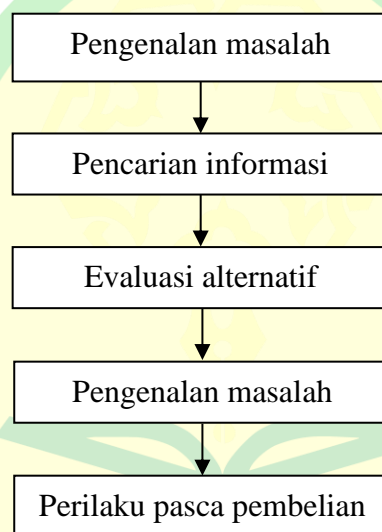 Pengenalan masalah
Pencarian informasi
Evaluasi alternatif
Pengenalan masalah
Perilaku pasca pembelian